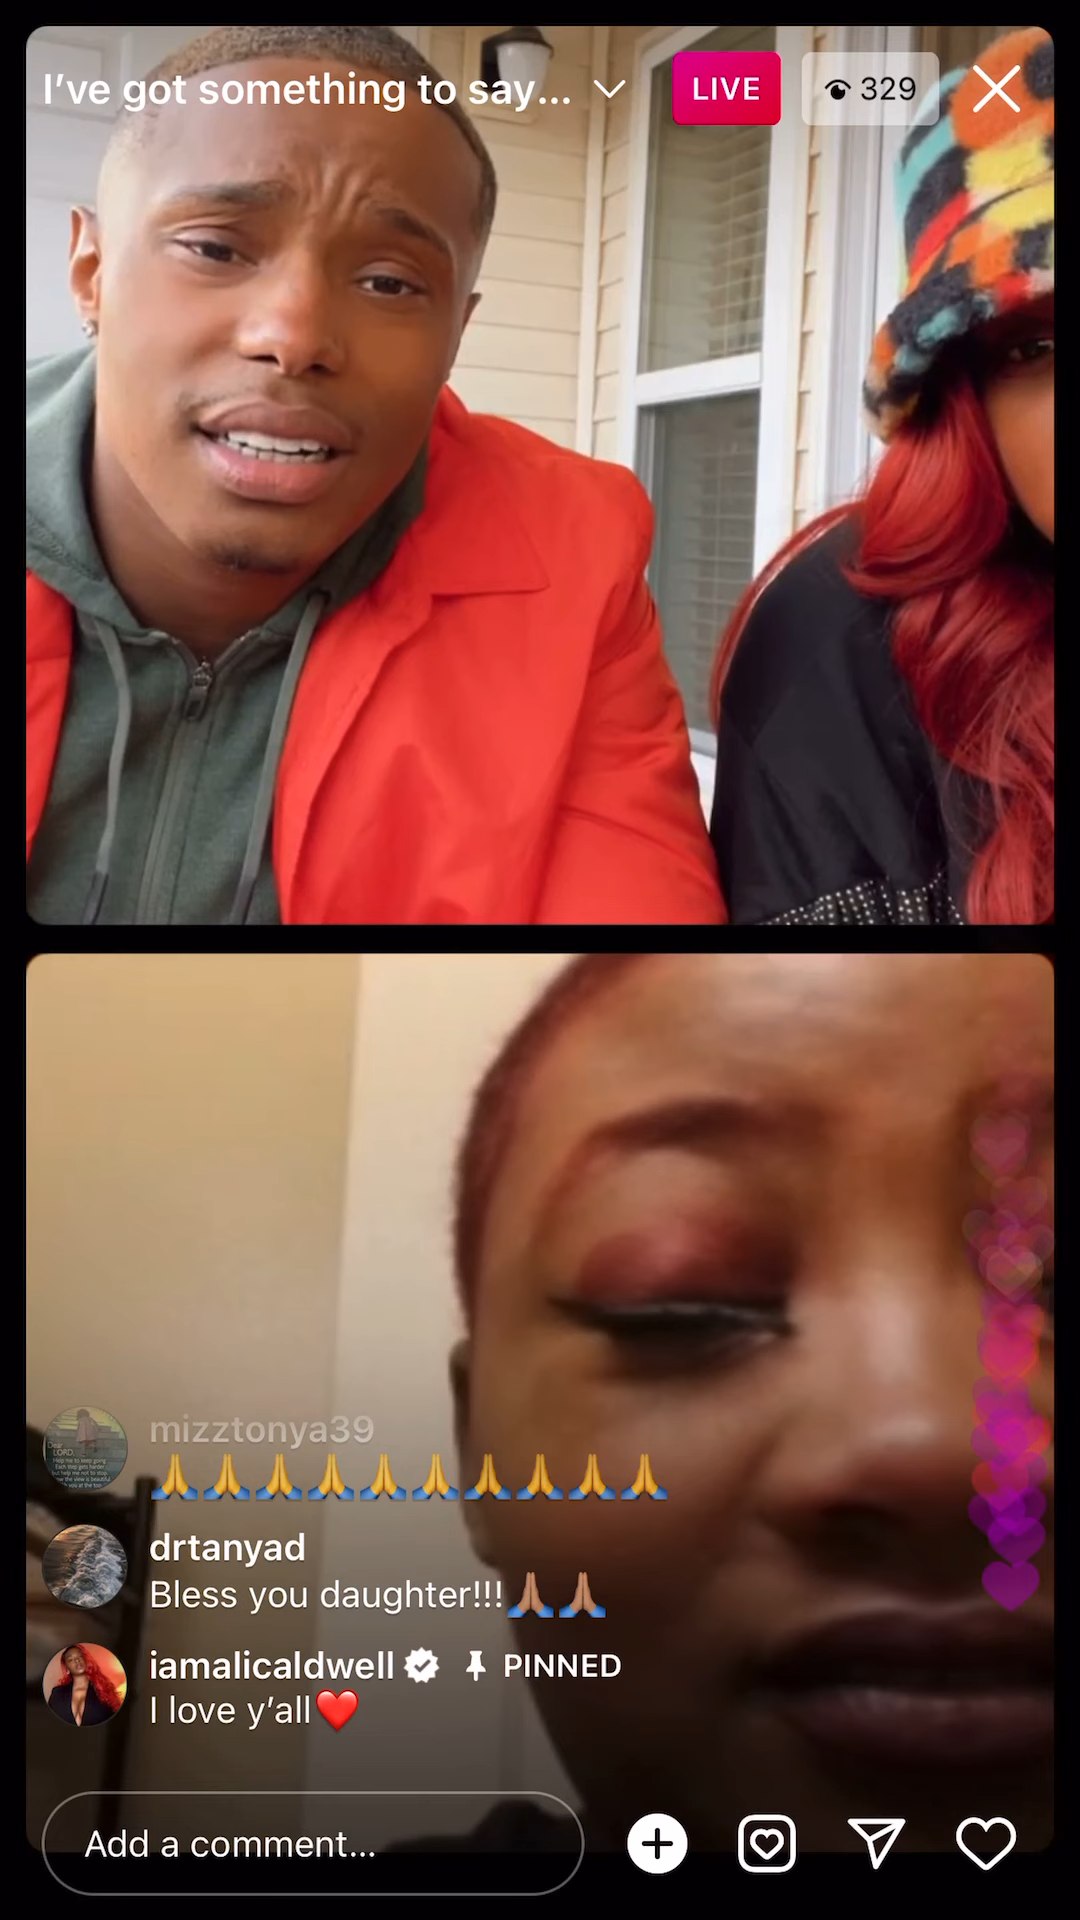 I've got something to say...
LIVE
329
mizztonya39
🙏🙏🙏🙏🙏🙏🙏🙏🙏🙏
drtanyad
Bless you daughter!!!🙏🏽🙏🏽
iamalicaldwell PINNED
I love y'all❤️
Add a comment...